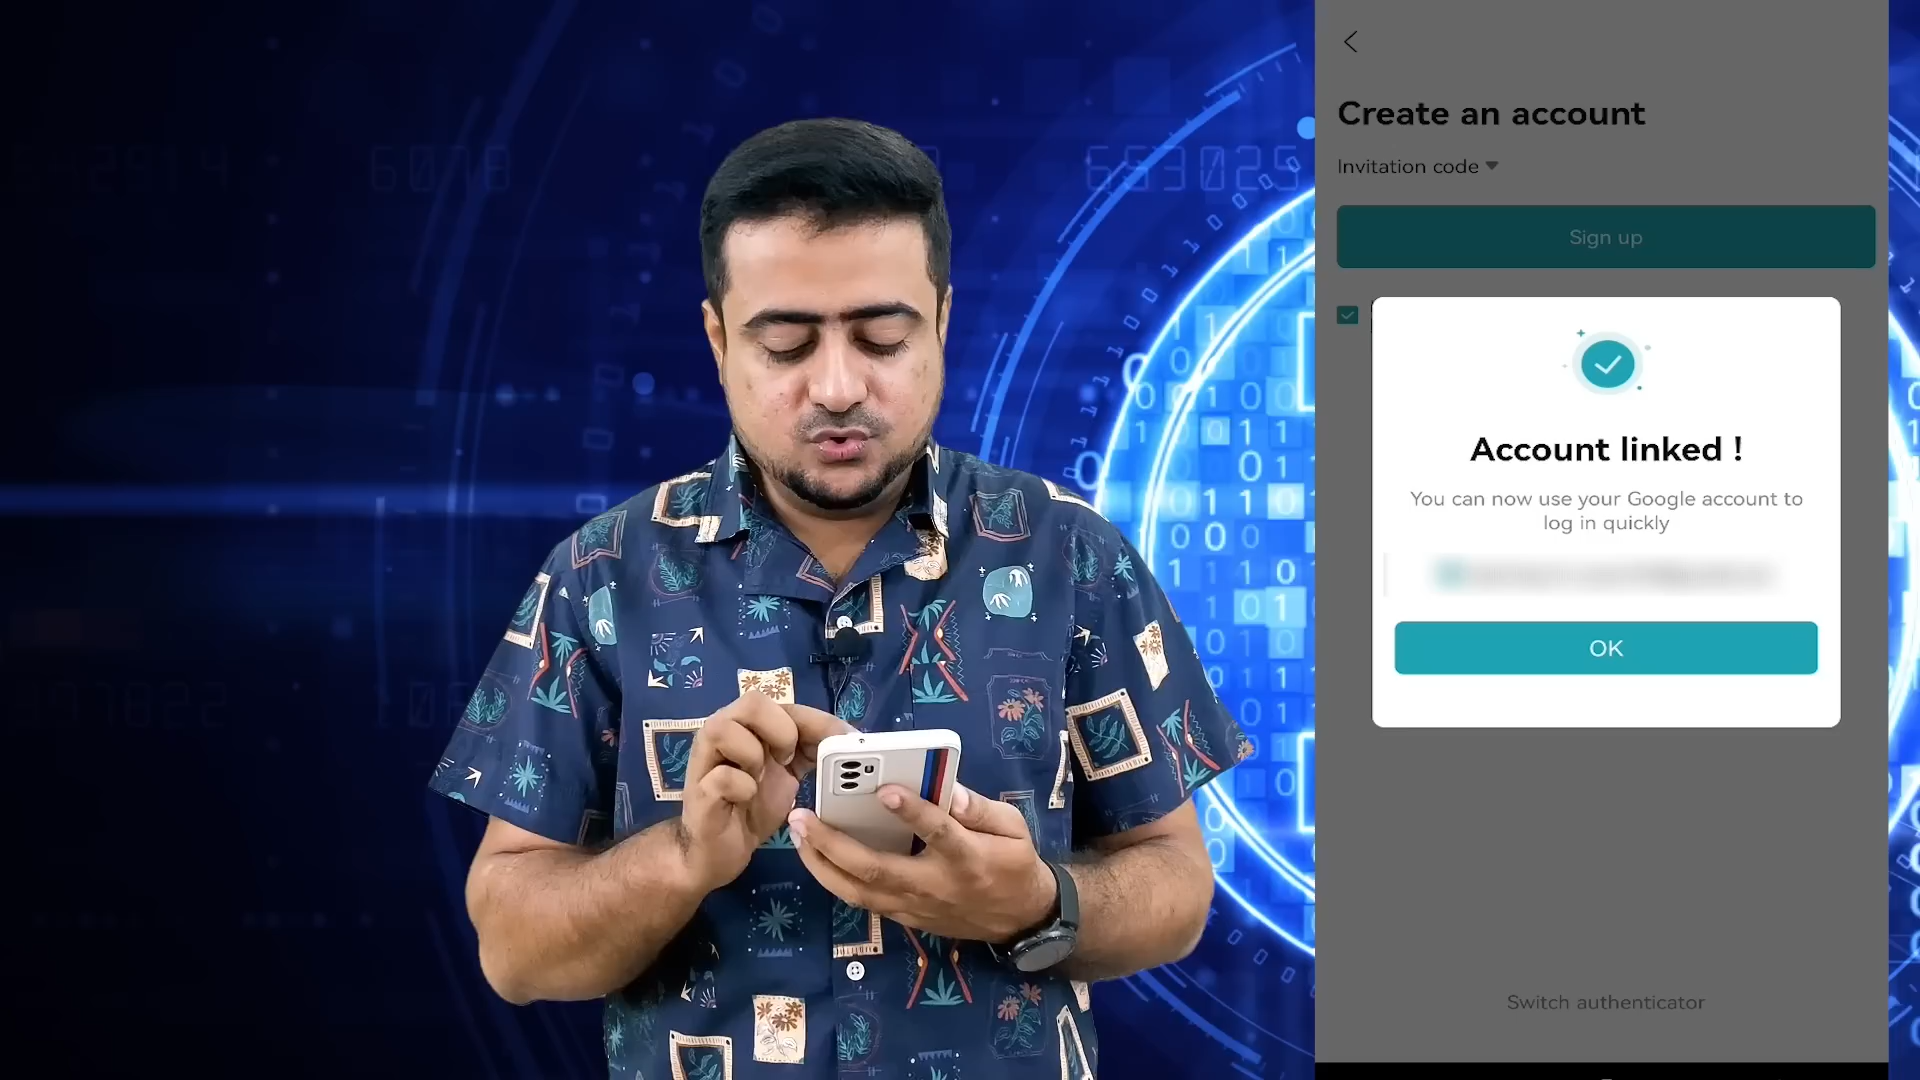 Create an account
Invitation code
Sign up
Account linked !
You can now use your Google account to
log in quickly
OK
Switch authenticator